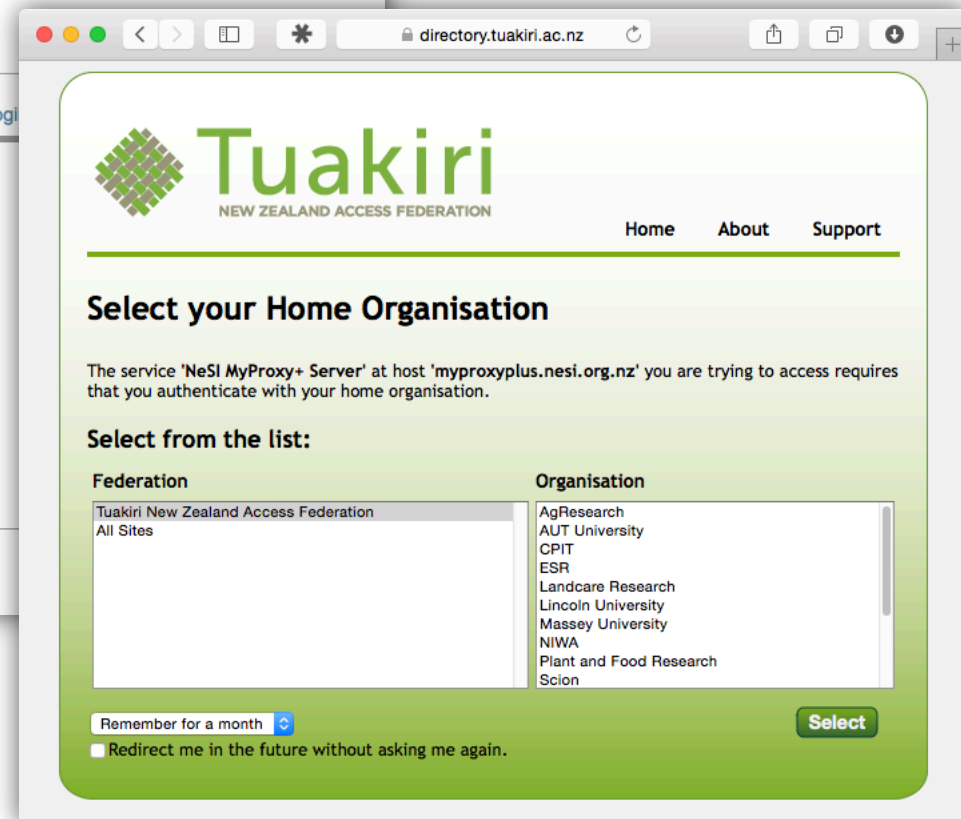 directory.tuakiri.ac.nz
ogi
Tuakiri
NEW ZEALAND ACCESS FEDERATION
Home About Support
Select your Home Organisation
The service 'NeSI MyProxy+ Server' at host 'myproxyplus.nesi.org.nz' you are trying to access requires
that you authenticate with your home organisation.
Select from the list:
Federation
Tuakiri New Zealand Access Federation
All Sites
Organisation
AgResearch
AUT University
CPIT
ESR
Landcare Research
Lincoln University
Massey University
NIWA
Plant and Food Research
Scion
Remember for a month
Select
Redirect me in the future without asking me again.